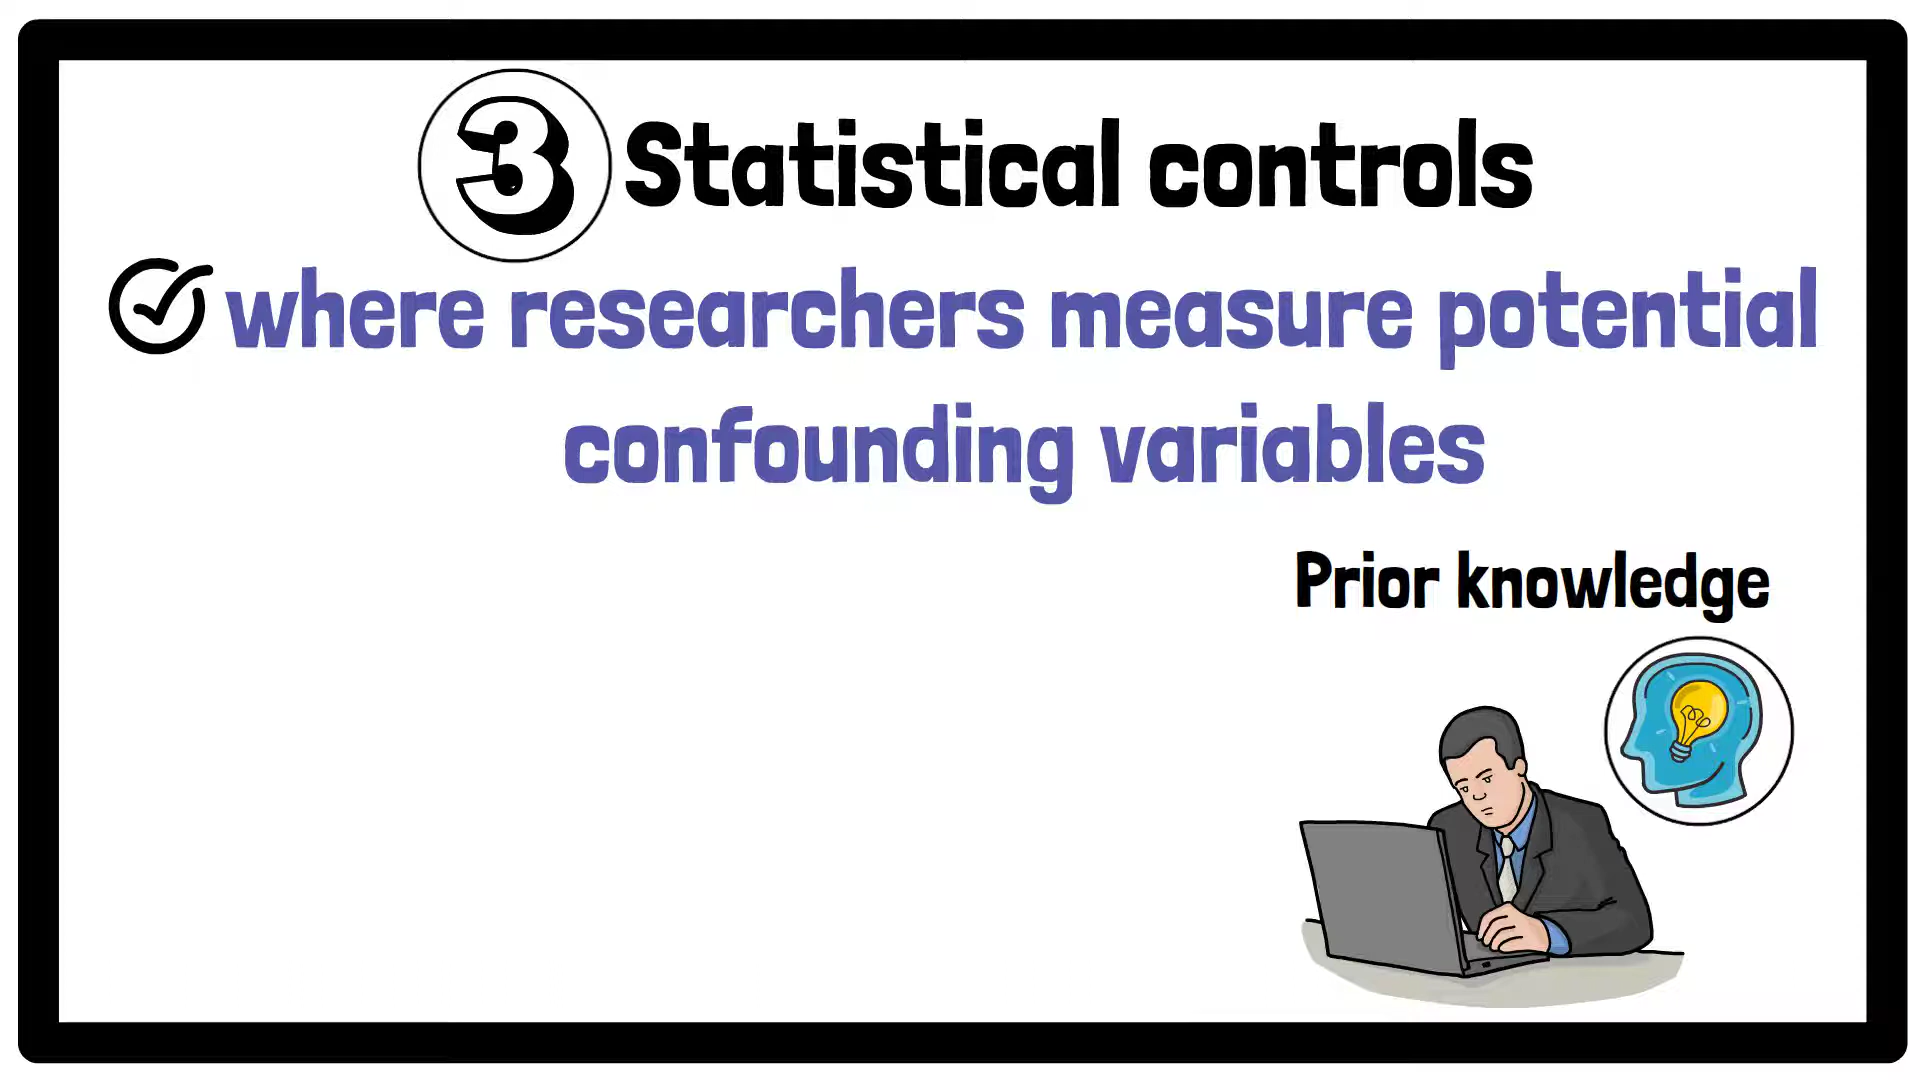 3 Statistical controls
where researchers measure potential
confounding variables
Prior knowledge